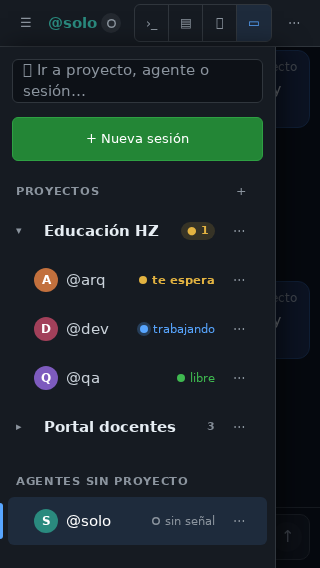 ☰ @solo ›_ ▤ ▭ ⋯
Ir a proyecto, agente o
sesión…
+ Nueva sesión
PROYECTOS +
▾ Educación HZ 1 ⋯
A @arq te espera ⋯
D @dev trabajando ⋯
Q @qa libre ⋯
▸ Portal docentes 3 ⋯
AGENTES SIN PROYECTO
S @solo sin señal ⋯